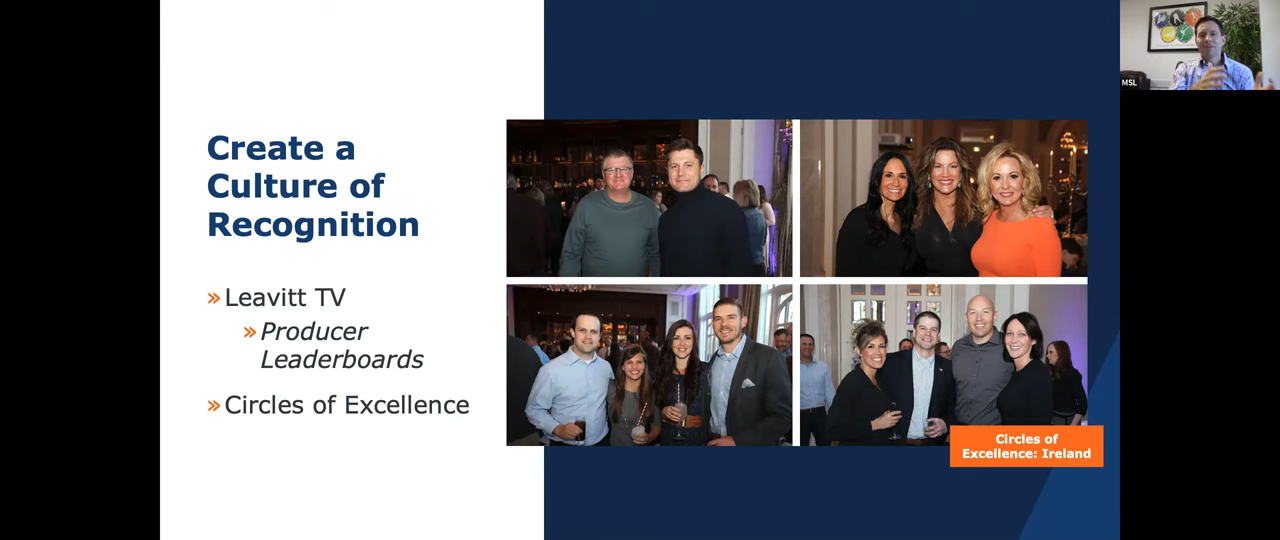 Create a
Culture of
Recognition
» Leavitt TV
» Producer
Leaderboards
» Circles of Excellence
Circles of
Excellence: Ireland
MSL